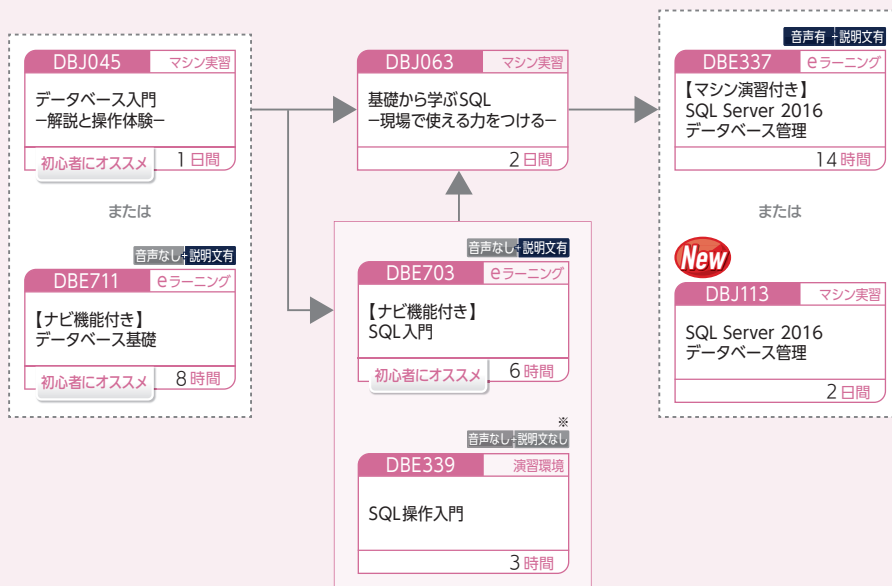 DBJ045 マシン実習
データベース入門
−解説と操作体験−
初心者にオススメ 1日間
または
音声なし+説明文有
DBE711 eラーニング
【ナビ機能付き】
データベース基礎
初心者にオススメ 8時間
DBJ063 マシン実習
基礎から学ぶSQL
−現場で使える力をつける−
2日間
音声なし+説明文有
DBE703 eラーニング
【ナビ機能付き】
SQL入門
初心者にオススメ 6時間
※
音声なし+説明文なし
DBE339 演習環境
SQL操作入門
3時間
音声有+説明文有
DBE337 eラーニング
【マシン演習付き】
SQL Server 2016
データベース管理
14時間
または
New
DBJ113 マシン実習
SQL Server 2016
データベース管理
2日間